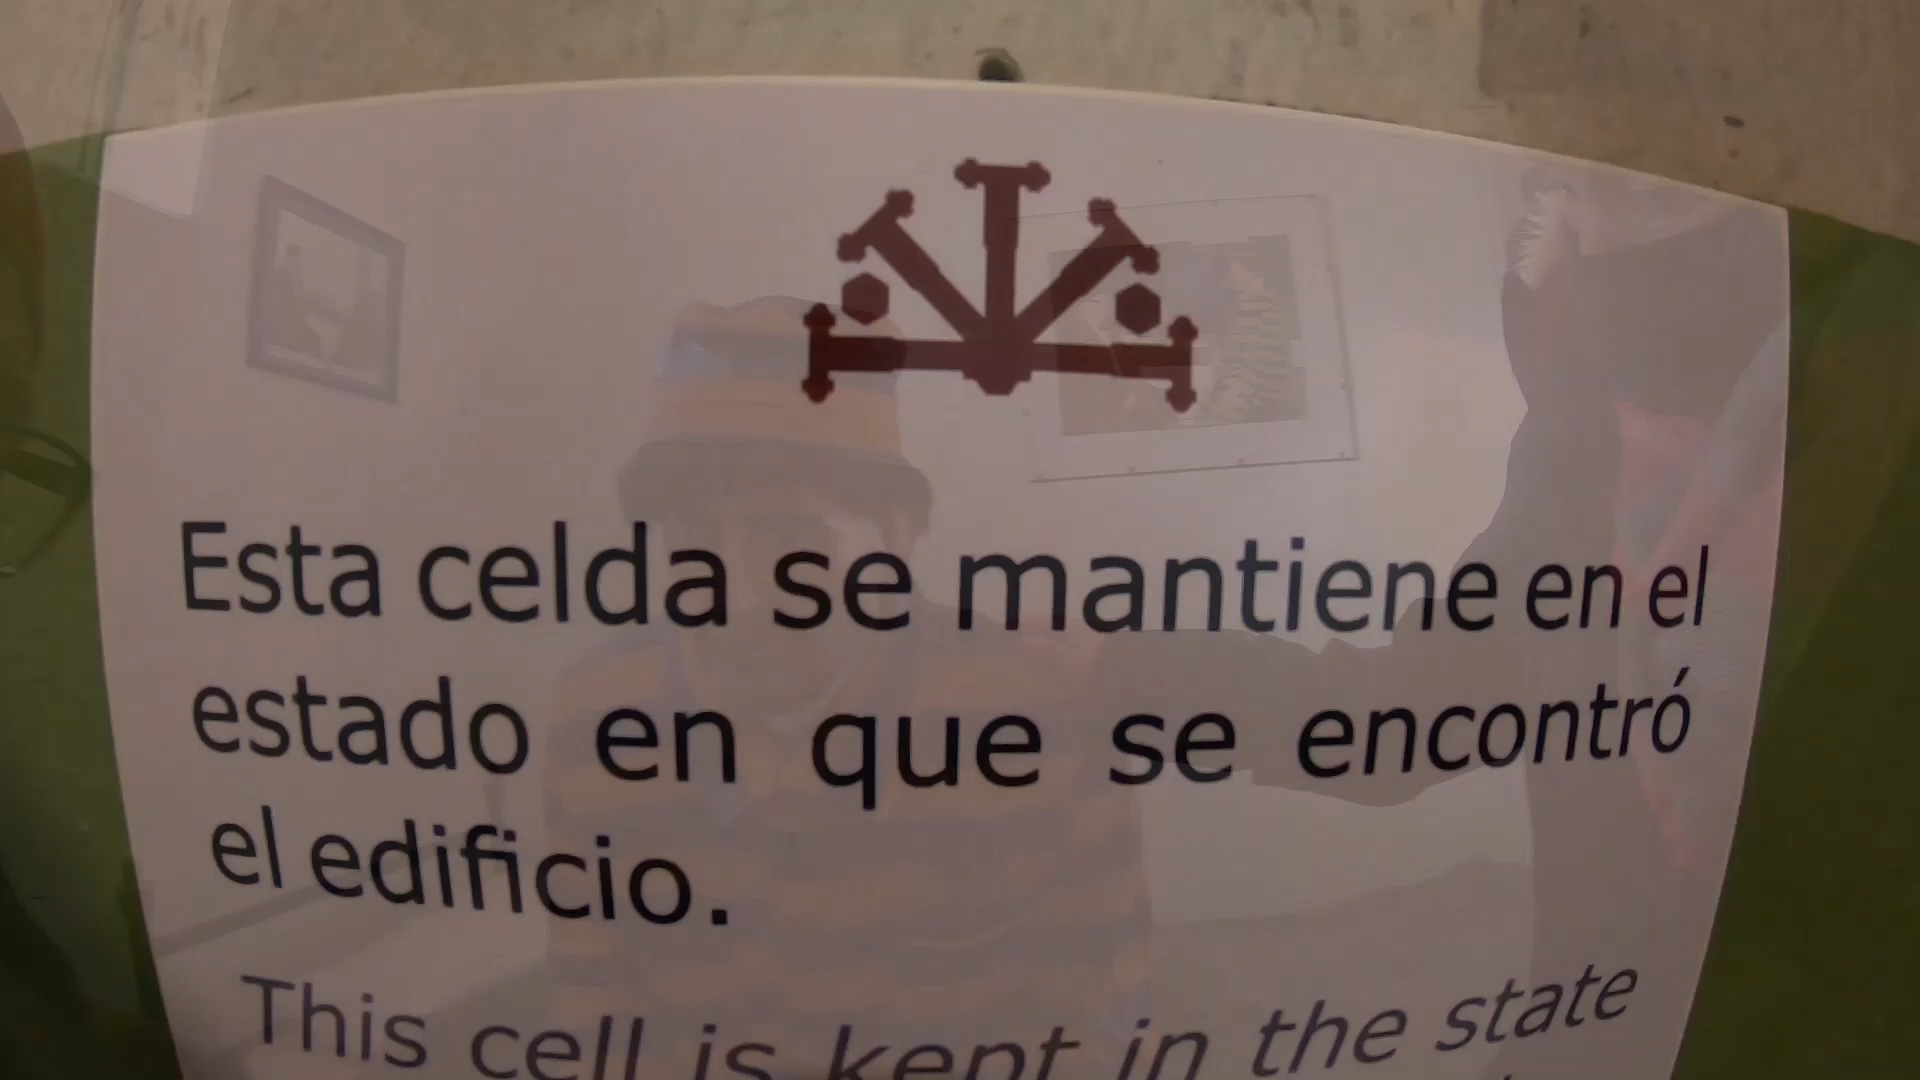 Esta celda se mantiene en el
estado en que se encontró
el edificio.
This cell is kept in the state